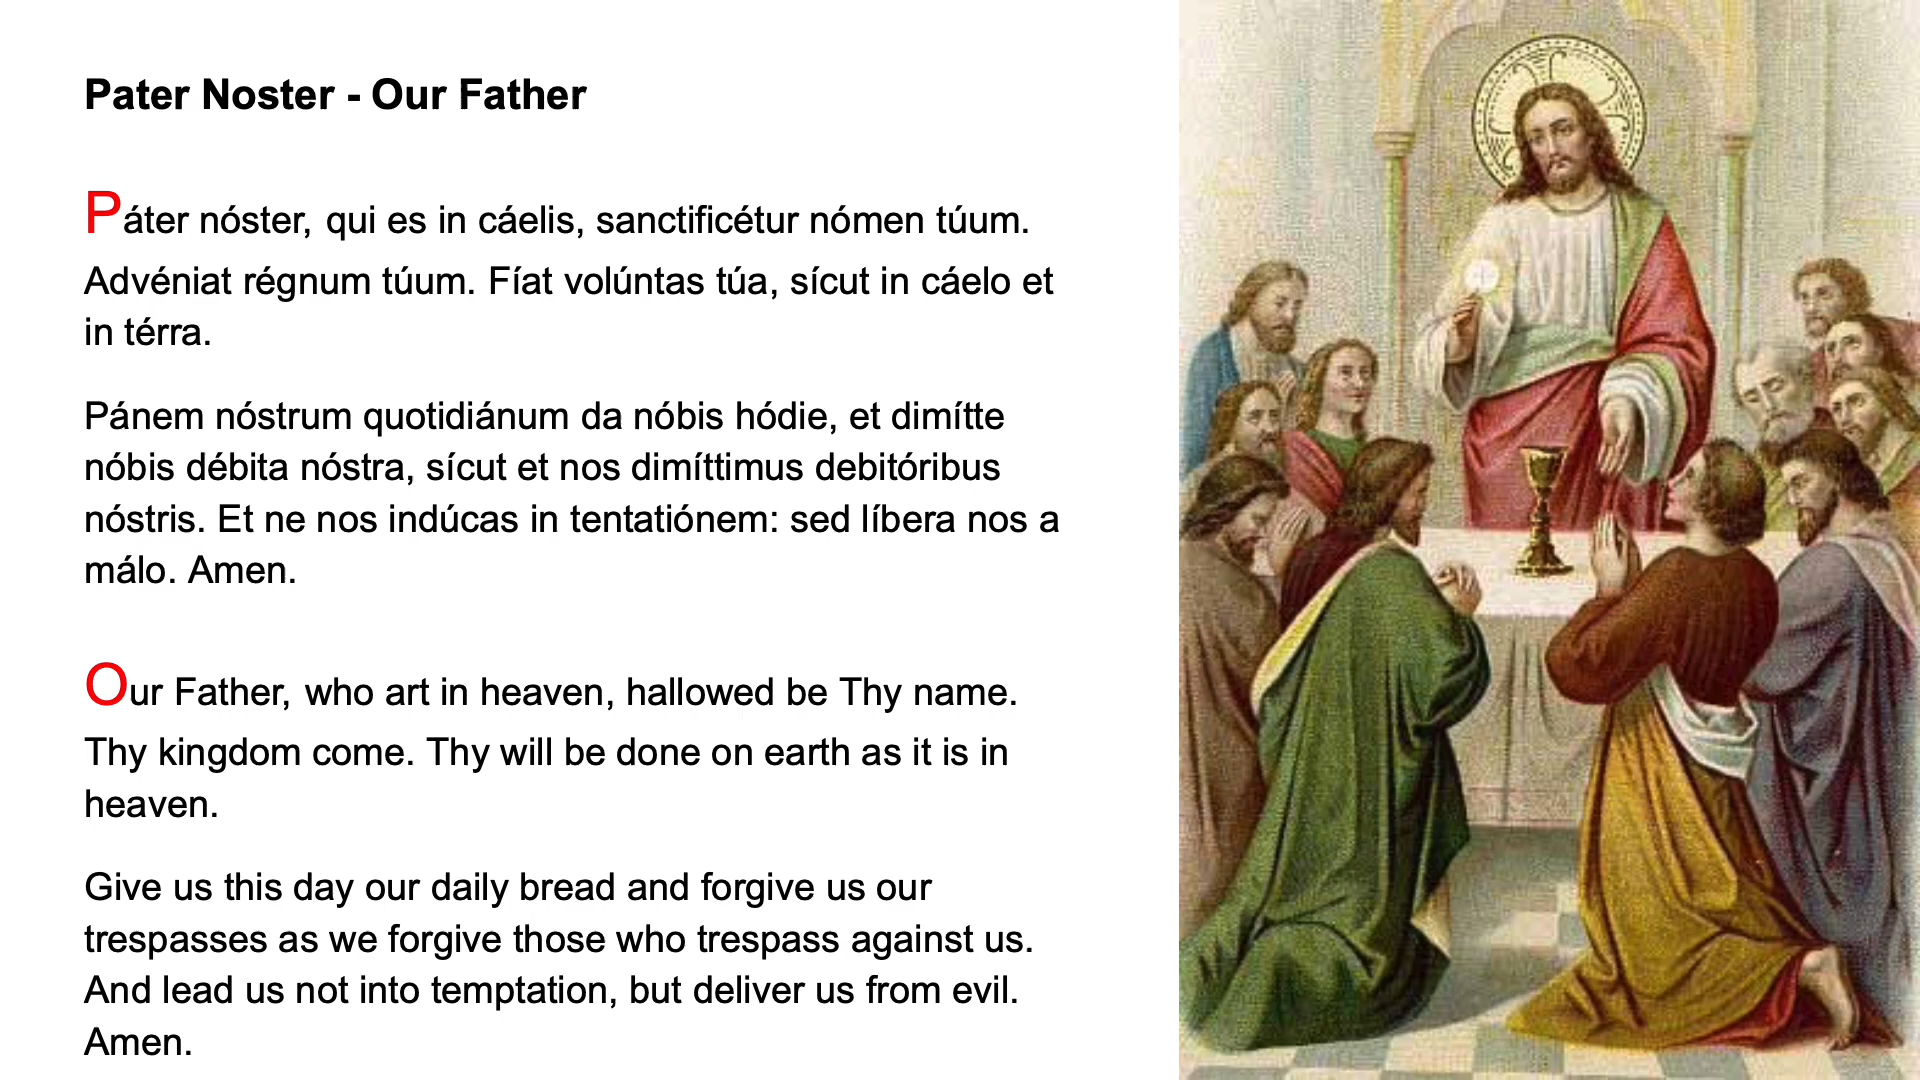 Pater Noster - Our Father
Páter nóster, qui es in cáelis, sanctificétur nómen túum.
Advéniat régnum túum. Fíat volúntas túa, sícut in cáelo et
in térra.
Pánem nóstrum quotidiánum da nóbis hódie, et dimítte
nóbis débita nóstra, sícut et nos dimíttimus debitóribus
nóstris. Et ne nos indúcas in tentatiónem: sed líbera nos a
málo. Amen.
Our Father, who art in heaven, hallowed be Thy name.
Thy kingdom come. Thy will be done on earth as it is in
heaven.
Give us this day our daily bread and forgive us our
trespasses as we forgive those who trespass against us.
And lead us not into temptation, but deliver us from evil.
Amen.